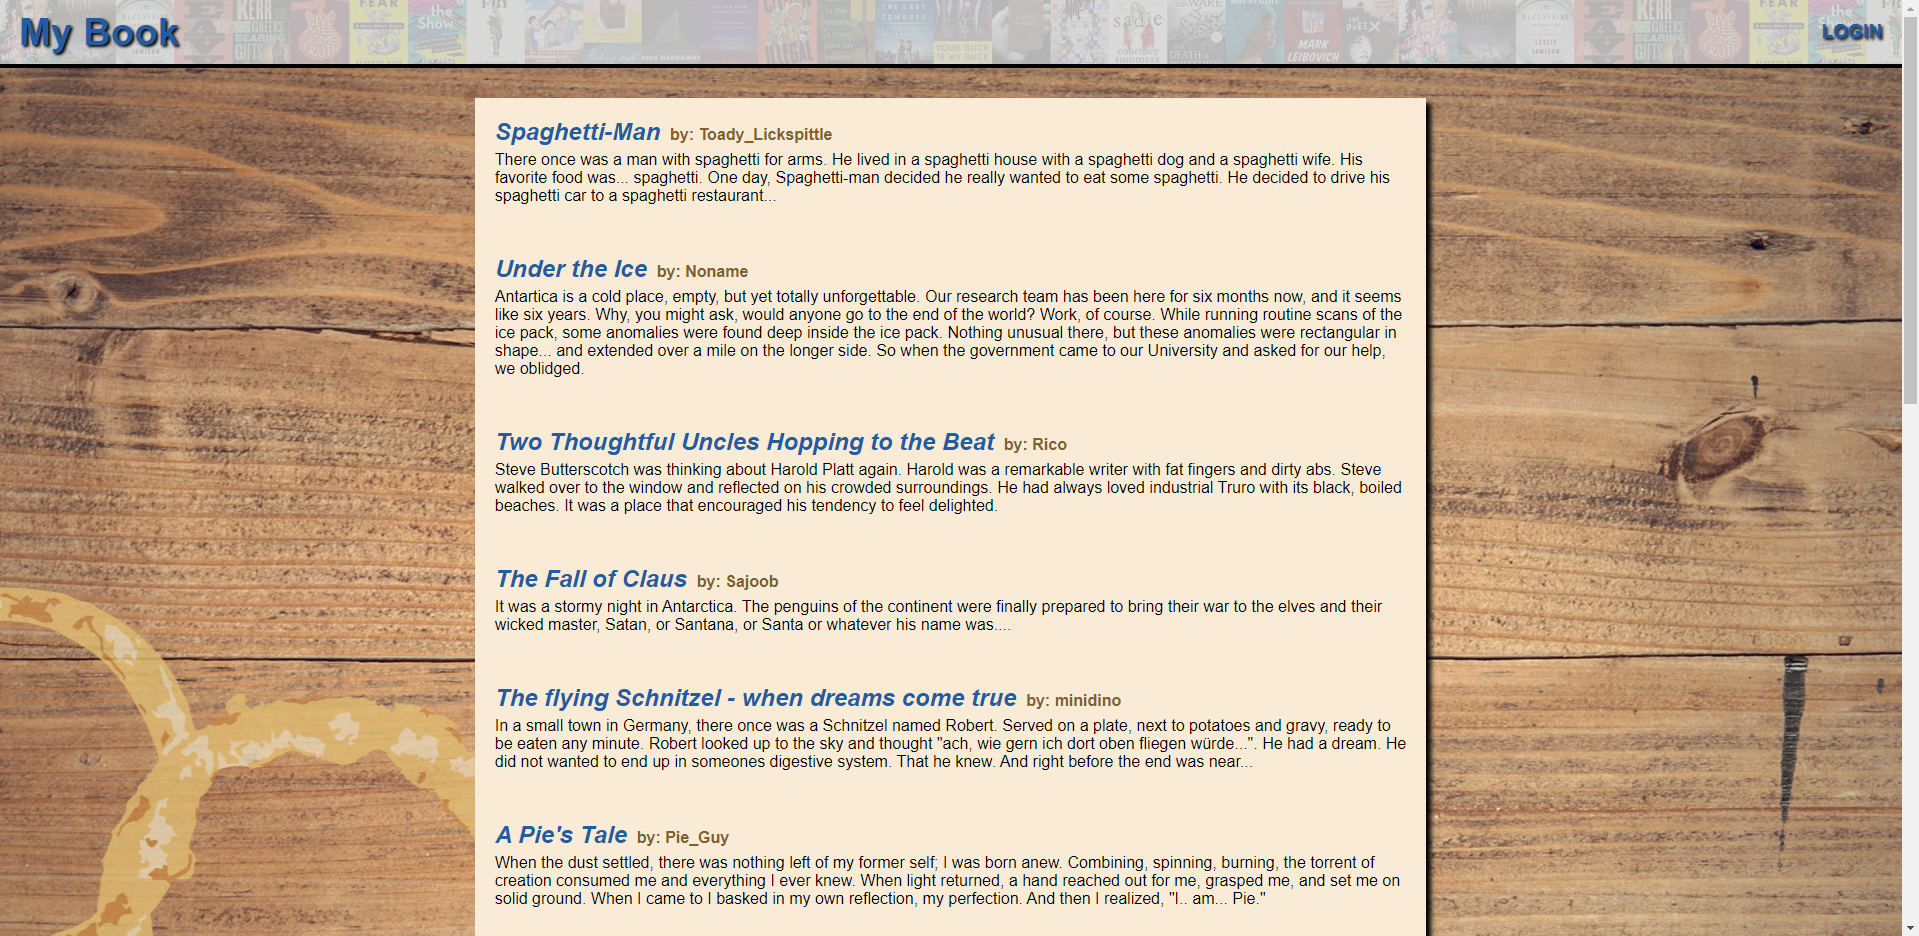 My Book
LOGIN
Spaghetti-Man by: Toady_Lickspittle
There once was a man with spaghetti for arms. He lived in a spaghetti house with a spaghetti dog and a spaghetti wife. His
favorite food was... spaghetti. One day, Spaghetti-man decided he really wanted to eat some spaghetti. He decided to drive his
spaghetti car to a spaghetti restaurant...
Under the Ice by: Noname
Antartica is a cold place, empty, but yet totally unforgettable. Our research team has been here for six months now, and it seems
like six years. Why, you might ask, would anyone go to the end of the world? Work, of course. While running routine scans of the
ice pack, some anomalies were found deep inside the ice pack. Nothing unusual there, but these anomalies were rectangular in
shape... and extended over a mile on the longer side. So when the government came to our University and asked for our help,
we oblidged.
Two Thoughtful Uncles Hopping to the Beat by: Rico
Steve Butterscotch was thinking about Harold Platt again. Harold was a remarkable writer with fat fingers and dirty abs. Steve
walked over to the window and reflected on his crowded surroundings. He had always loved industrial Truro with its black, boiled
beaches. It was a place that encouraged his tendency to feel delighted.
The Fall of Claus by: Sajoob
It was a stormy night in Antarctica. The penguins of the continent were finally prepared to bring their war to the elves and their
wicked master, Satan, or Santana, or Santa or whatever his name was....
The flying Schnitzel - when dreams come true by: minidino
In a small town in Germany, there once was a Schnitzel named Robert. Served on a plate, next to potatoes and gravy, ready to
be eaten any minute. Robert looked up to the sky and thought "ach, wie gern ich dort oben fliegen würde...". He had a dream. He
did not wanted to end up in someones digestive system. That he knew. And right before the end was near...
A Pie's Tale by: Pie_Guy
When the dust settled, there was nothing left of my former self; I was born anew. Combining, spinning, burning, the torrent of
creation consumed me and everything I ever knew. When light returned, a hand reached out for me, grasped me, and set me on
solid ground. When I came to I basked in my own reflection, my perfection. And then I realized, "I.. am... Pie."